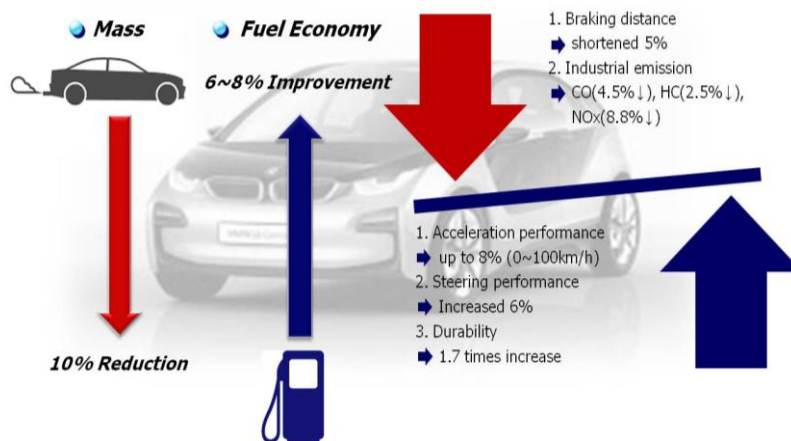 Mass
Fuel Economy
6~8% Improvement
10% Reduction
1. Braking distance
shortened 5%
2. Industrial emission
CO(4.5%↓), HC(2.5%↓),
NOx(8.8%↓)
1. Acceleration performance
up to 8% (0~100km/h)
2. Steering performance
Increased 6%
3. Durability
1.7 times increase